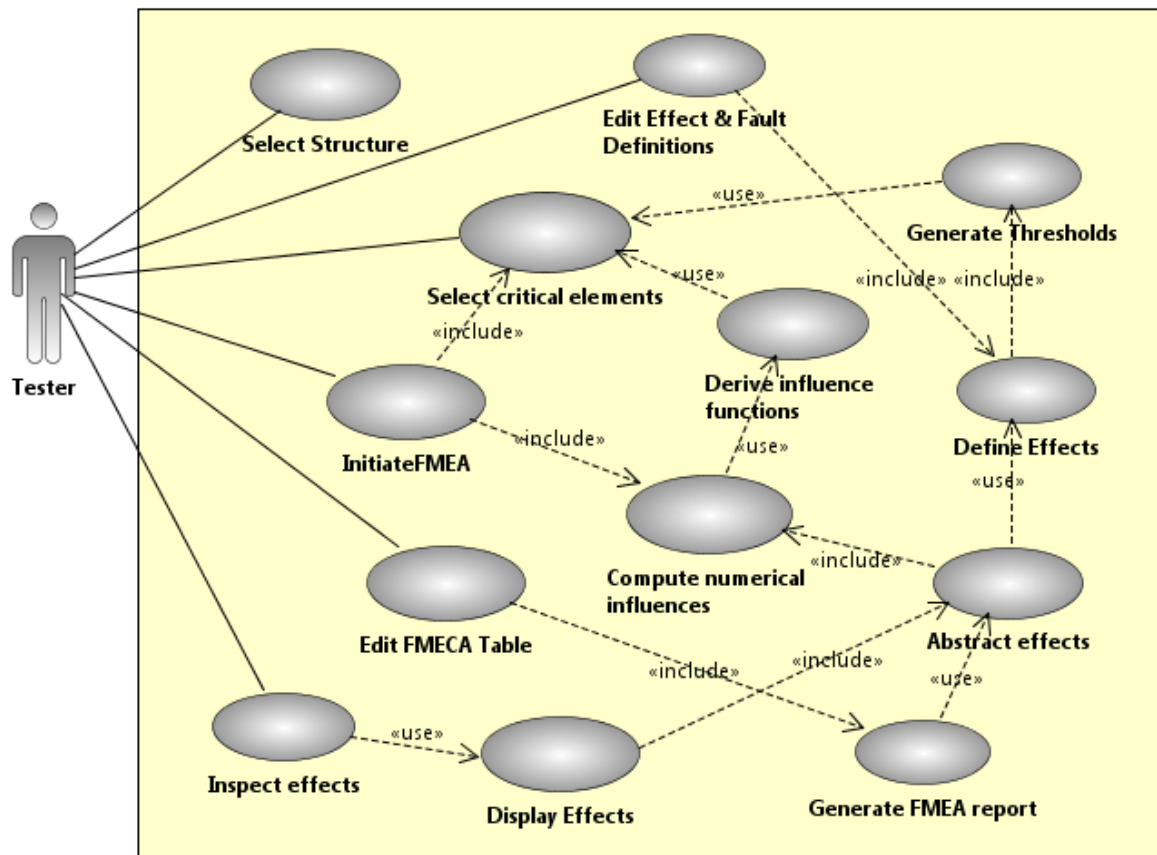 Select Structure
Edit Effect & Fault
Definitions
«use»
Generate Thresholds
«use»
Select critical elements
«include» «include»
«include»
Tester
Derive influence
functions
InitiateFMEA
«include»
«use»
Define Effects
«use»
«include»
Compute numerical
influences
Edit FMECA Table
Abstract effects
«include»
«include»
«use»
«use»
Inspect effects
Display Effects
Generate FMEA report